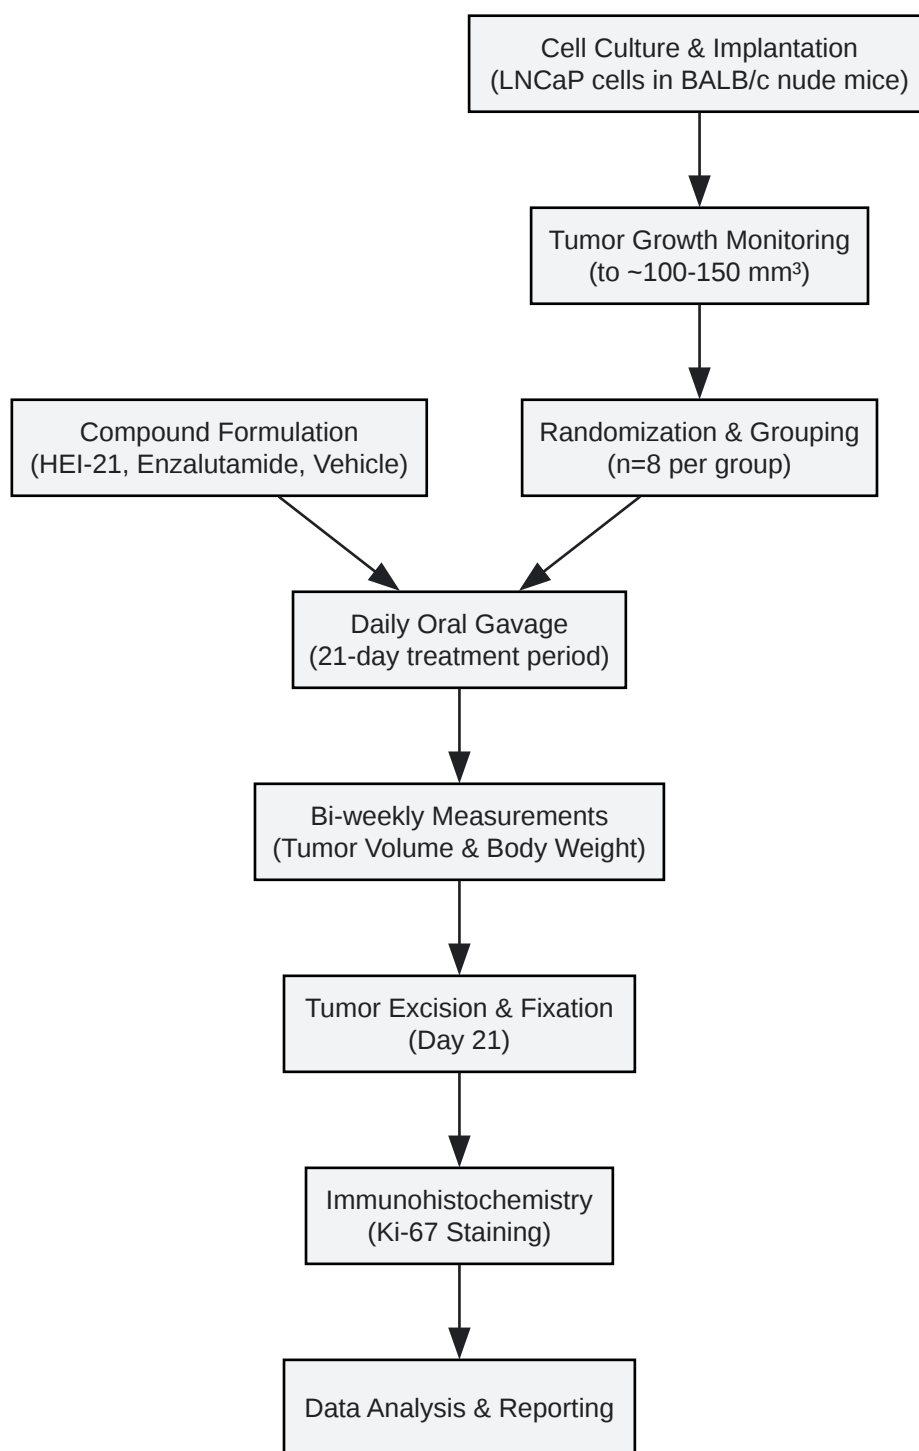 Cell Culture & Implantation
(LNCaP cells in BALB/c nude mice)
Tumor Growth Monitoring
(to ~100-150 mm³)
Compound Formulation
(HEI-21, Enzalutamide, Vehicle)
Randomization & Grouping
(n=8 per group)
Daily Oral Gavage
(21-day treatment period)
Bi-weekly Measurements
(Tumor Volume & Body Weight)
Tumor Excision & Fixation
(Day 21)
Immunohistochemistry
(Ki-67 Staining)
Data Analysis & Reporting